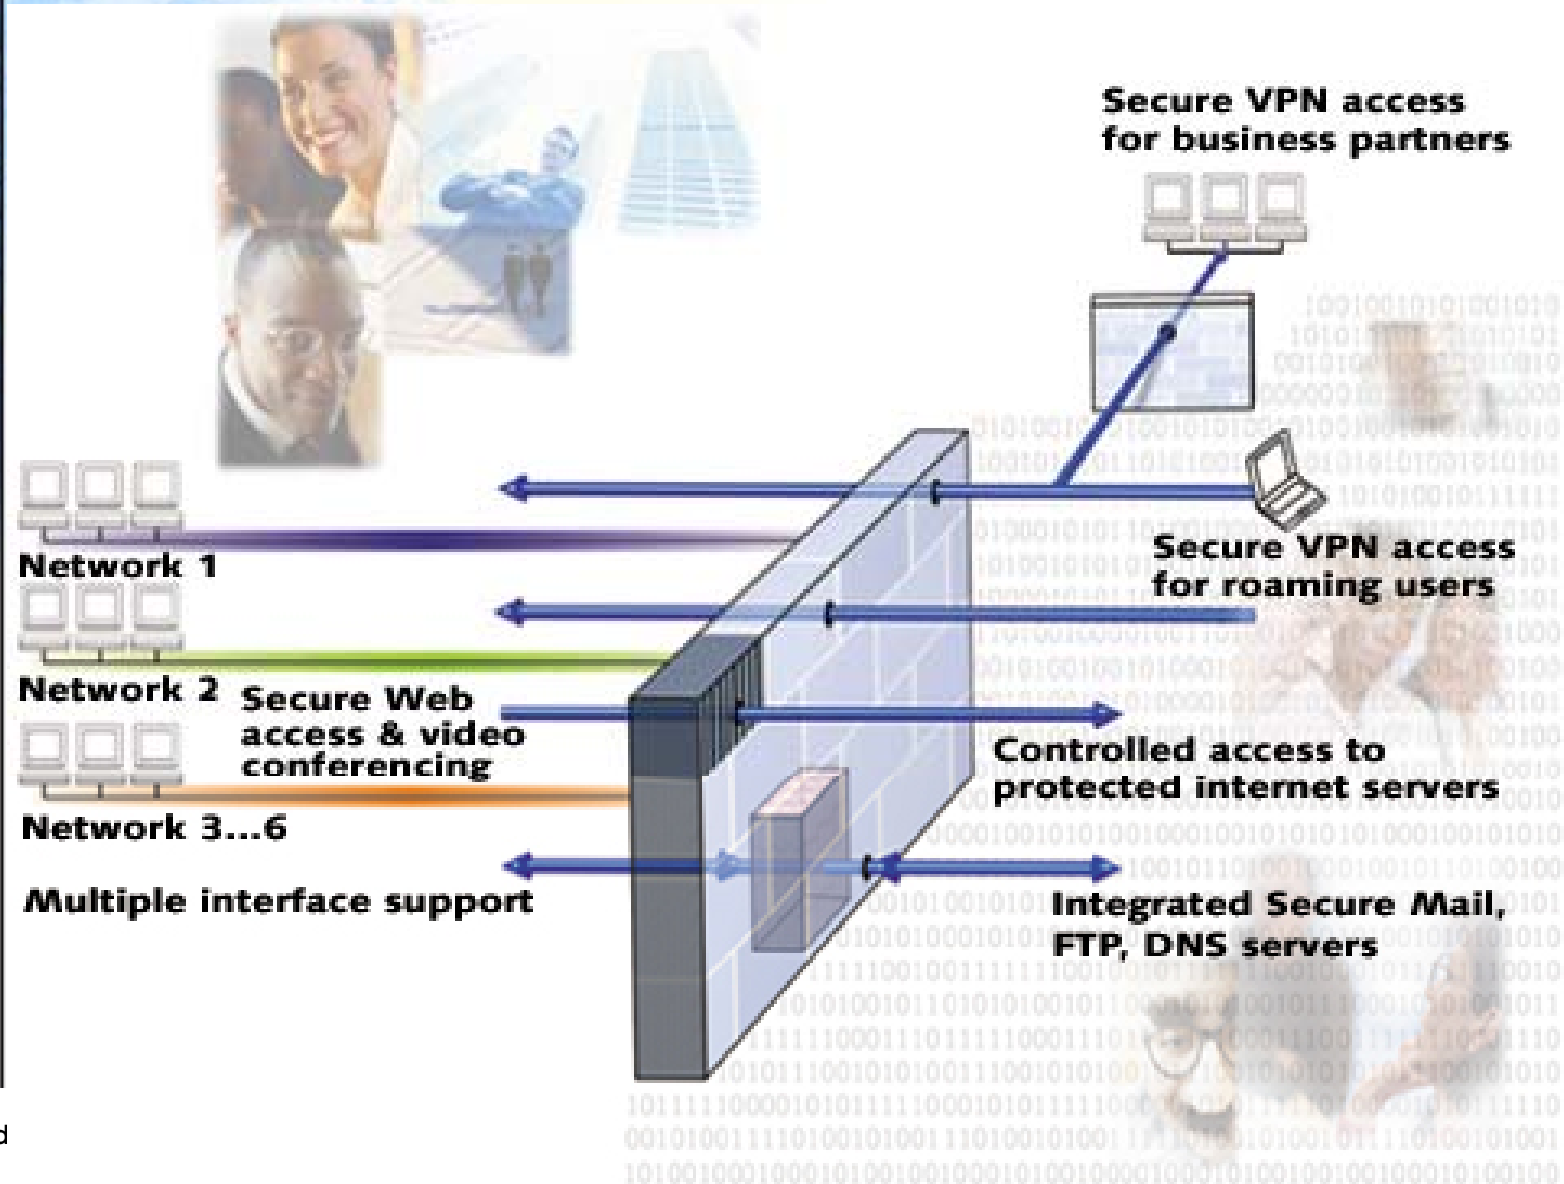 Secure VPN access
for business partners
Network 1
Secure VPN access
for roaming users
Network 2
Secure Web
access & video
conferencing
Controlled access to
protected internet servers
Network 3...6
Multiple interface support
Integrated Secure Mail,
FTP, DNS servers